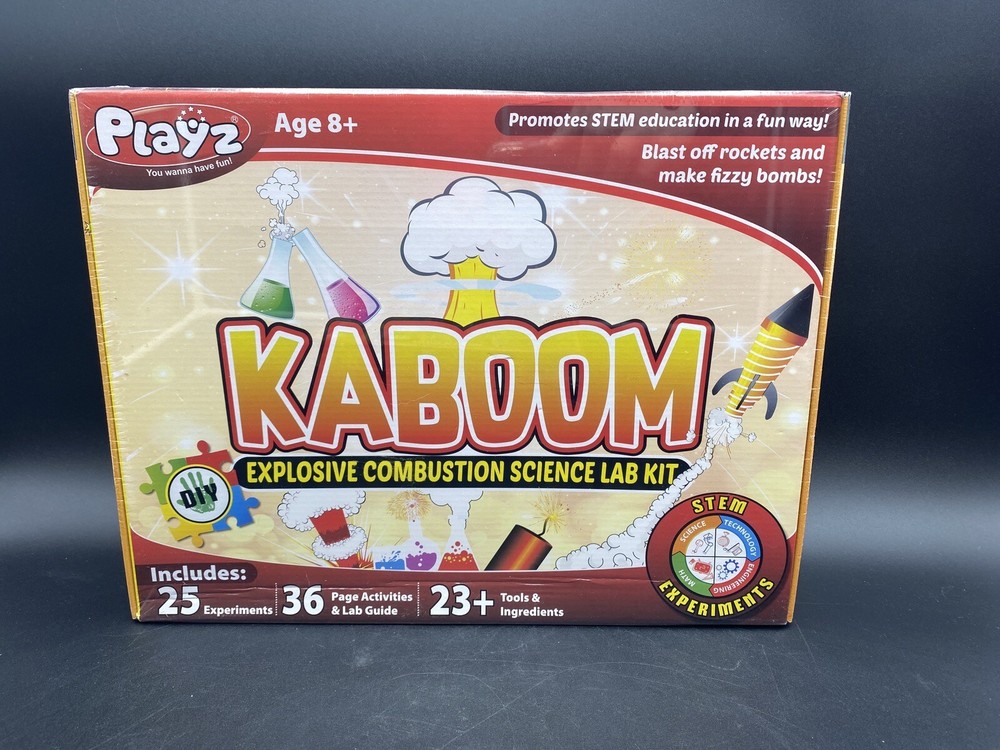 Playz®
You wanna have fun!
Age 8+
Promotes STEM education in a fun way!
Blast off rockets and
make fizzy bombs!
KABOOM
EXPLOSIVE COMBUSTION SCIENCE LAB KIT
DIY
STEM
SCIENCE
TECHNOLOGY
MATH
ENGINEERING
EXPERIMENTS
Includes:
25 Experiments
36 Page Activities
& Lab Guide
23+ Tools &
Ingredients